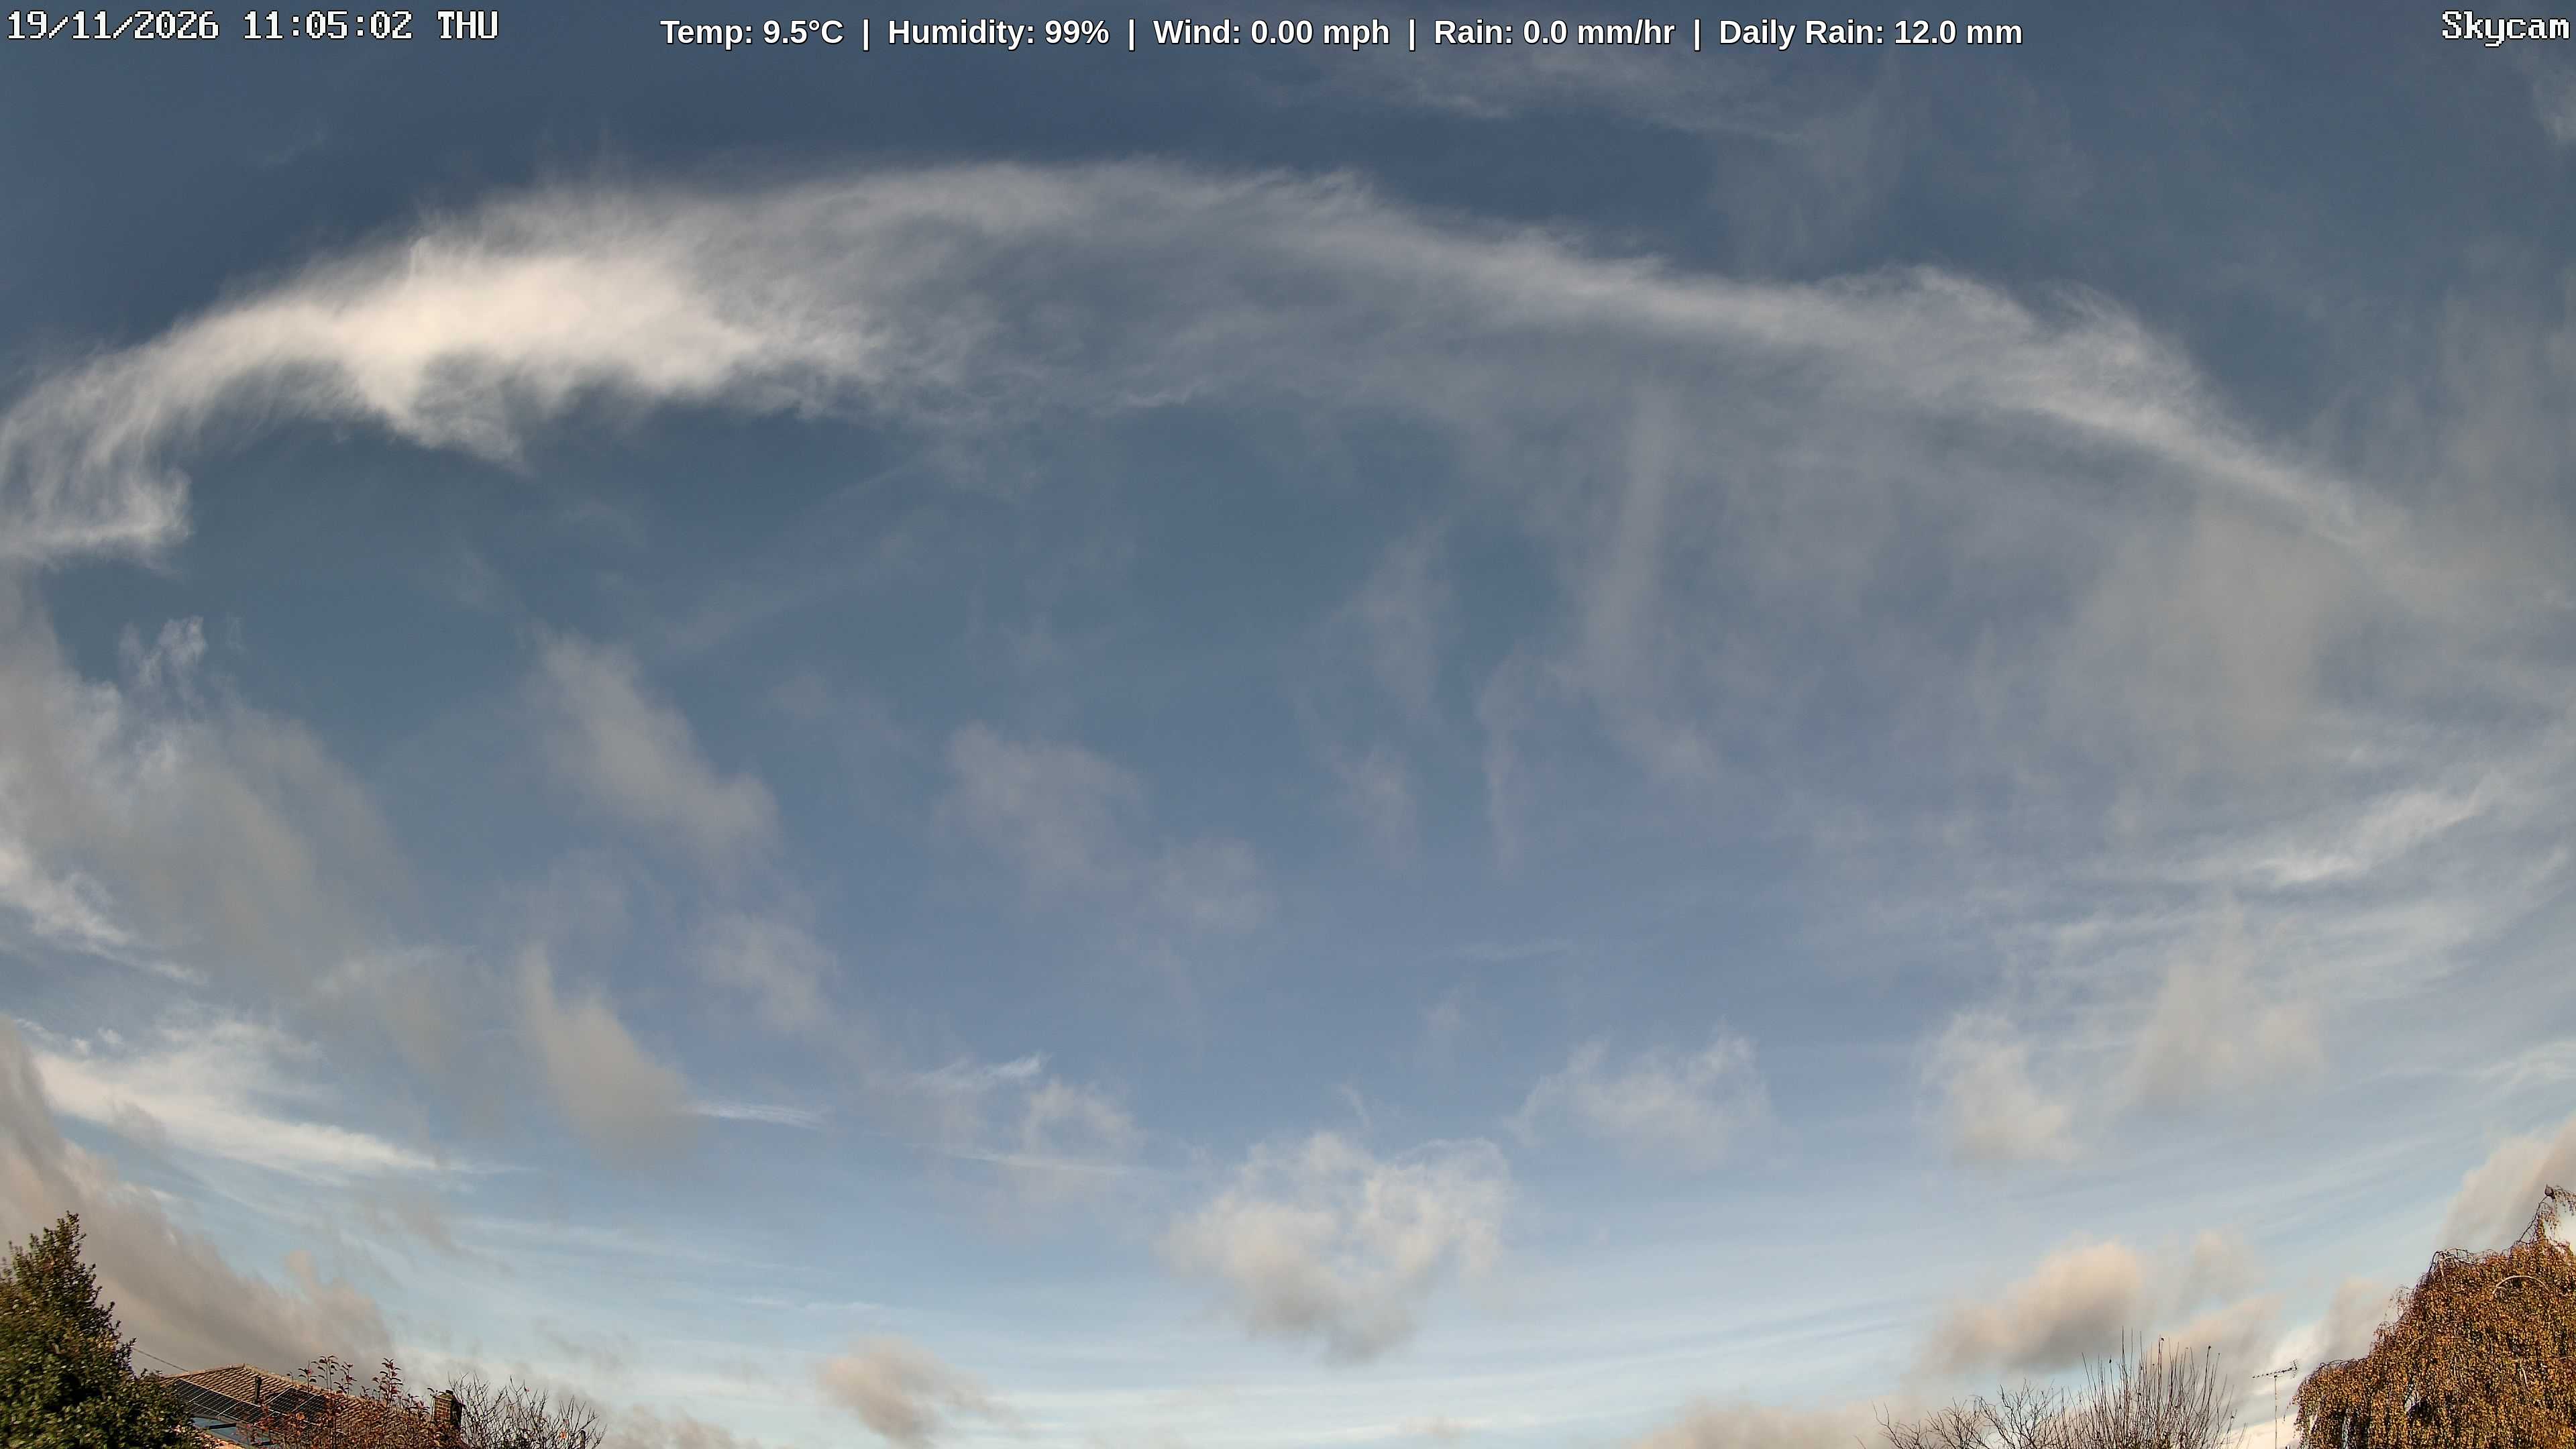 19/11/2026 11:05:02 THU
Temp: 9.5°C | Humidity: 99% | Wind: 0.00 mph | Rain: 0.0 mm/hr | Daily Rain: 12.0 mm
Skycam